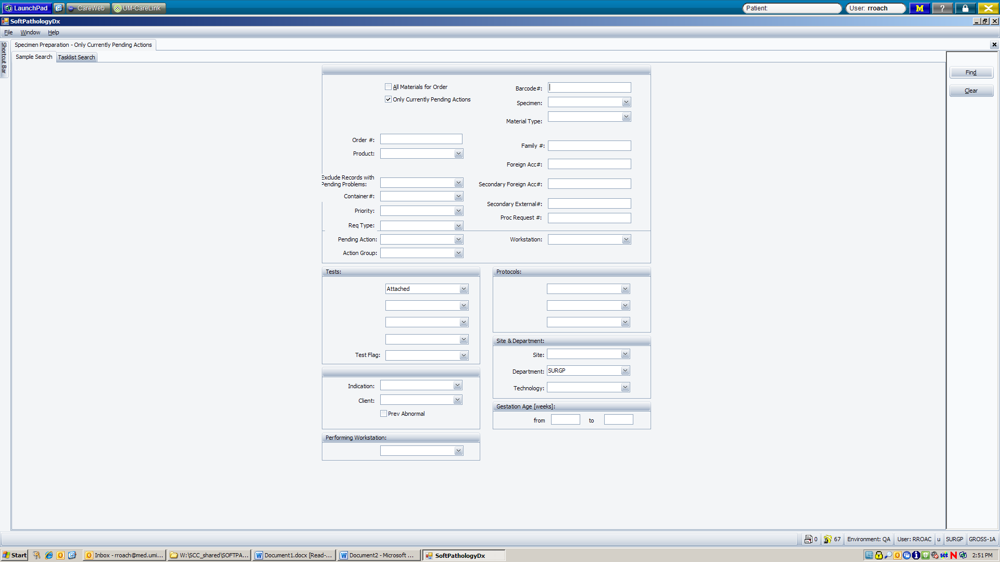 LaunchPad CareWeb UM-CareLink Patient: User: rroach M ?
SoftPathologyDx
File Window Help
Shortcut Bar
Specimen Preparation - Only Currently Pending Actions
Sample Search Tasklist Search
Find
Clear
All Materials for Order
Only Currently Pending Actions
Barcode#:
Specimen:
Material Type:
Order #:
Product:
Family #:
Foreign Acc#:
Exclude Records with
Pending Problems:
Secondary Foreign Acc#:
Container#:
Secondary External#:
Priority:
Proc Request #:
Req Type:
Pending Action:
Workstation:
Action Group:
Tests:
Attached
Test Flag:
Protocols:
Site & Department:
Site:
Department: SURGP
Technology:
Indication:
Client:
Prev Abnormal
Gestation Age [weeks]:
from to
Performing Workstation:
0 67 Environment: QA User: RROAC u SURGP GROSS-1A
Start Inbox - rroach@med.umi... W:\SCC_shared\SOFTPA... Document1.docx [Read-... Document2 - Microsoft ... SoftPathologyDx scc N 2:51 PM